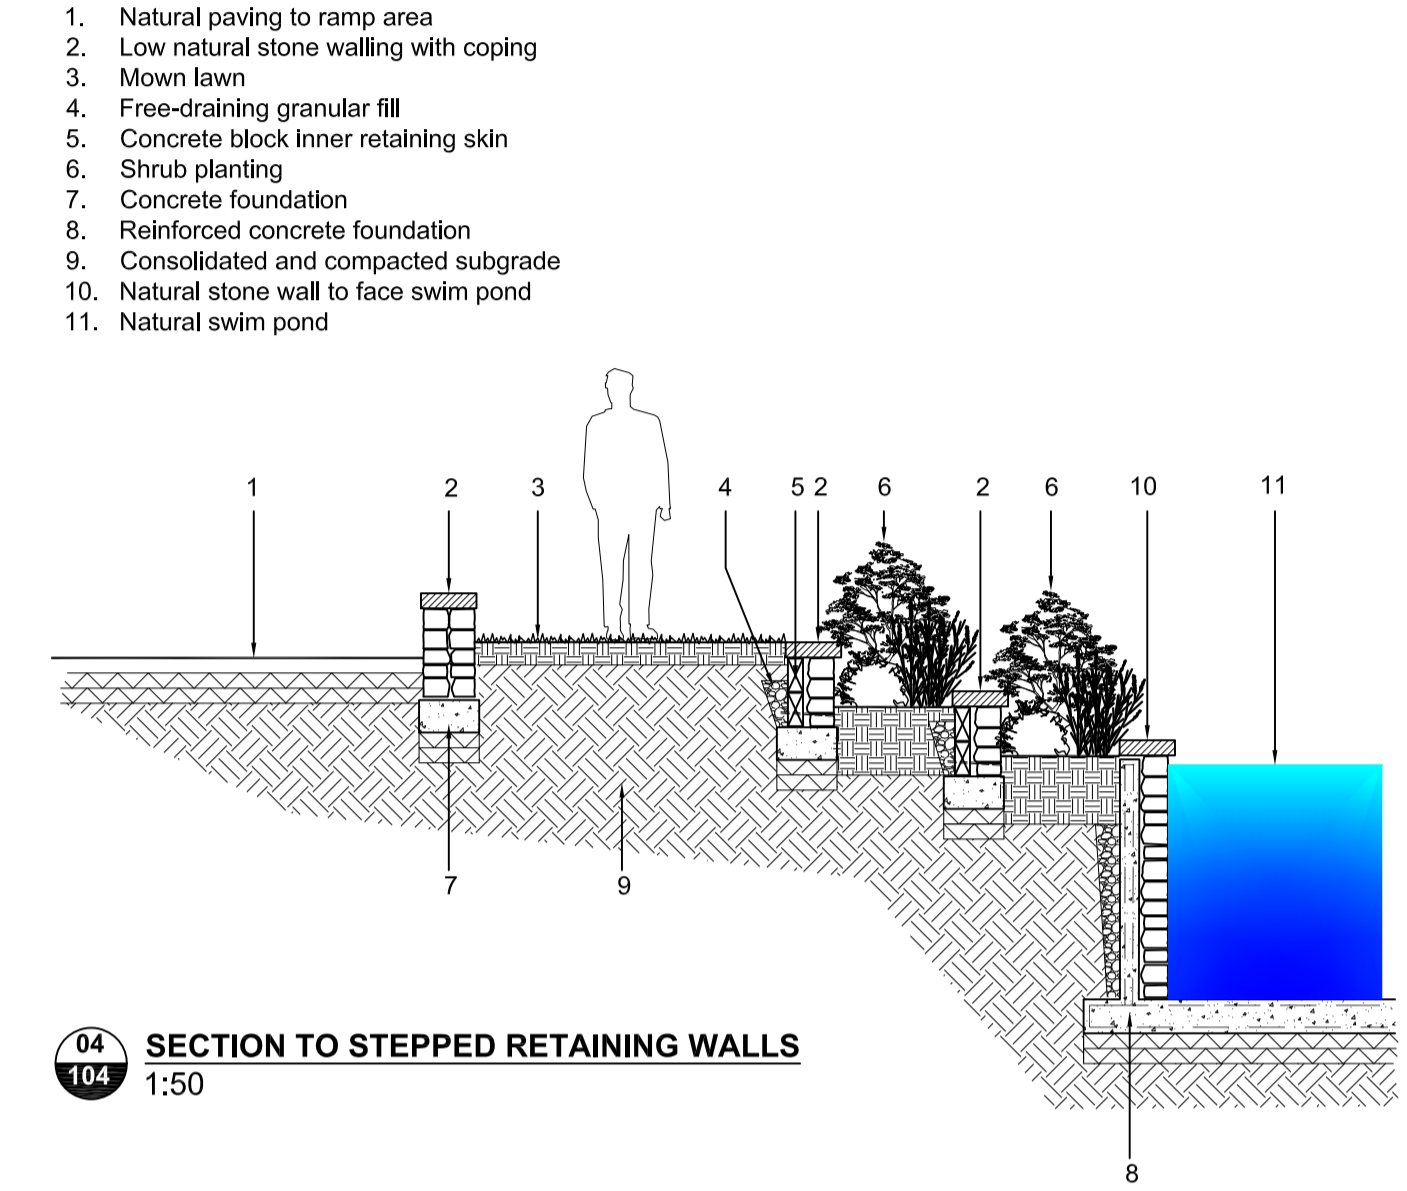 1. Natural paving to ramp area
2. Low natural stone walling with coping
3. Mown lawn
4. Free-draining granular fill
5. Concrete block inner retaining skin
6. Shrub planting
7. Concrete foundation
8. Reinforced concrete foundation
9. Consolidated and compacted subgrade
10. Natural stone wall to face swim pond
11. Natural swim pond
1 2 3 4 5 2 6 2 6 10 11
7 9
04 SECTION TO STEPPED RETAINING WALLS
104 1:50
8